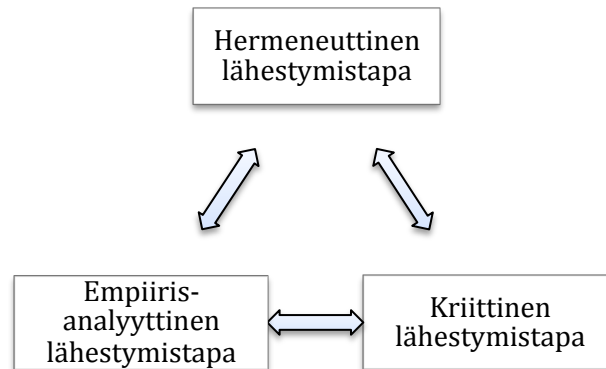 Hermeneuttinen
lähestymistapa
Empiiris-
analyyttinen
lähestymistapa
Kriittinen
lähestymistapa